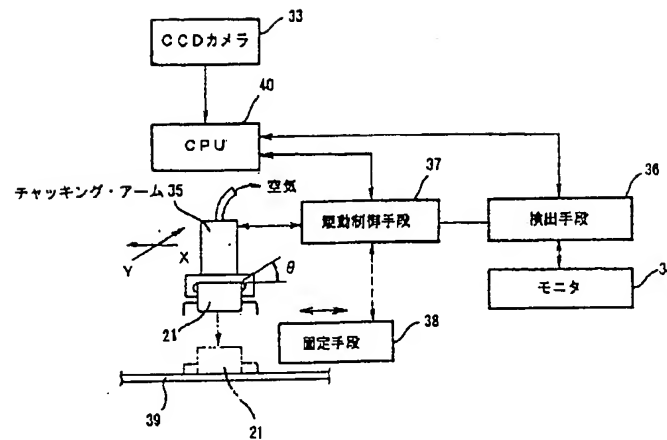 33
CCDカメラ
40
CPU
37
36
チャッキング・アーム 35
空気
駆動制御手段
検出手段
Y
X
θ
モニタ
21
38
固定手段
39
21